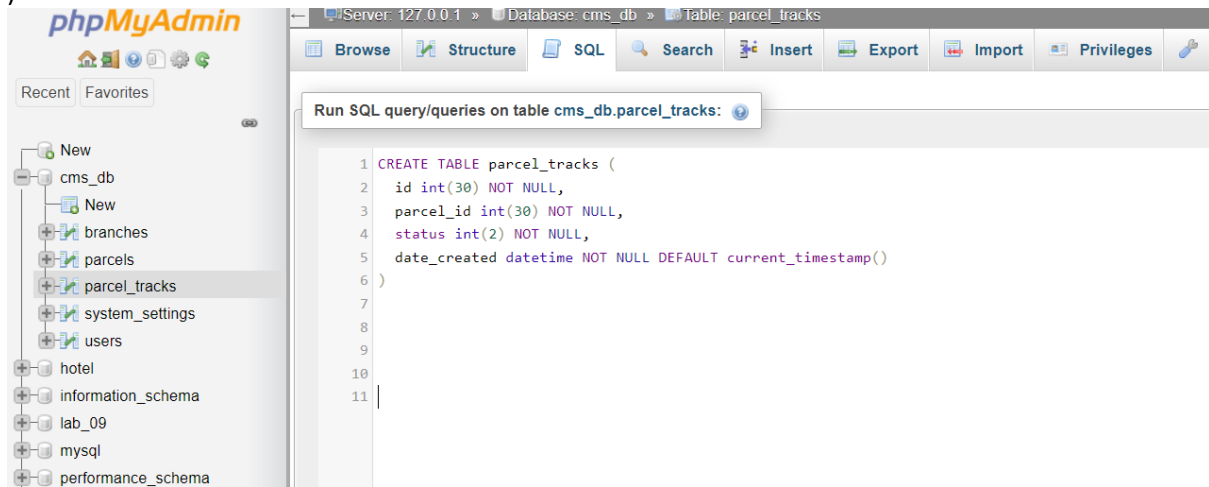 )
phpMyAdmin
Recent Favorites
New
cms_db
New
branches
parcels
parcel_tracks
system_settings
users
hotel
information_schema
lab_09
mysql
performance_schema
Server: 127.0.0.1 » Database: cms_db » Table: parcel_tracks
Browse Structure SQL Search Insert Export Import Privileges
Run SQL query/queries on table cms_db.parcel_tracks:
1 CREATE TABLE parcel_tracks (
2 id int(30) NOT NULL,
3 parcel_id int(30) NOT NULL,
4 status int(2) NOT NULL,
5 date_created datetime NOT NULL DEFAULT current_timestamp()
6 )
7
8
9
10
11